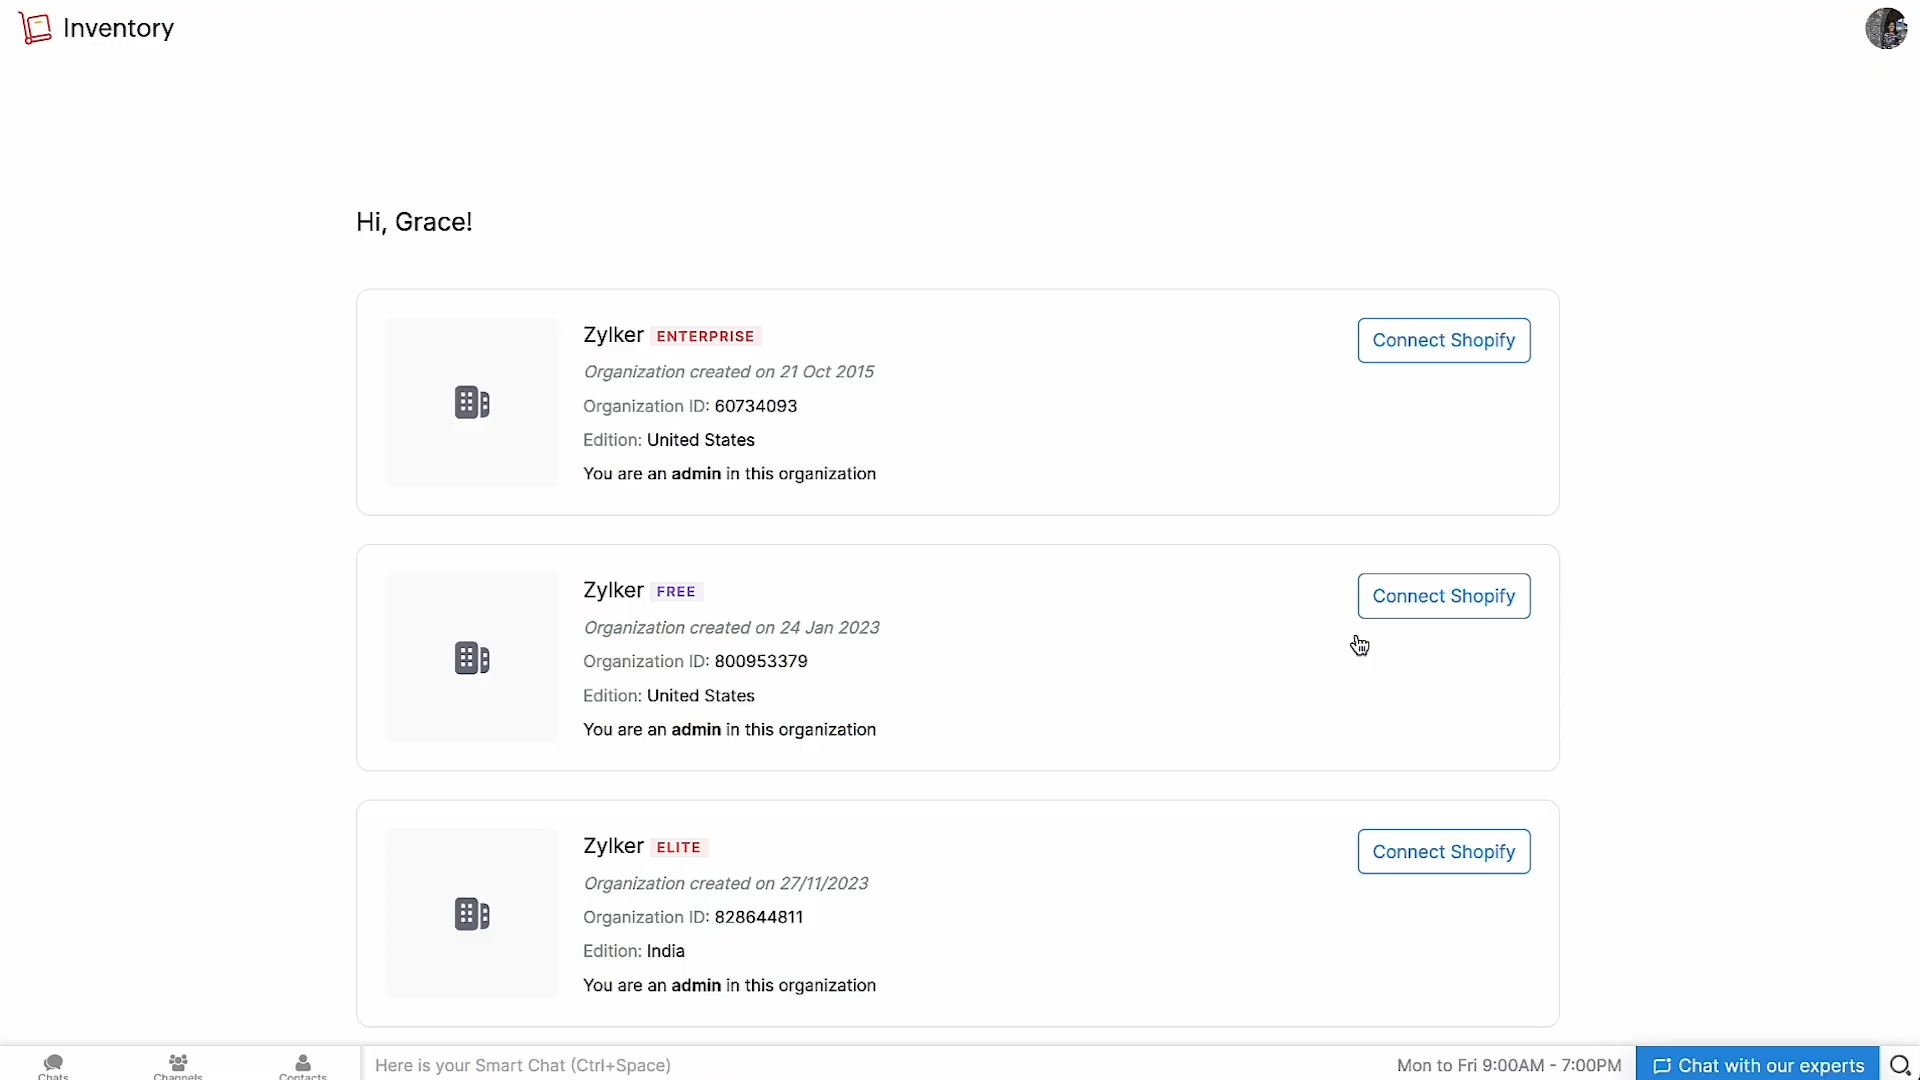 Inventory
Hi, Grace!
Zylker ENTERPRISE
Connect Shopify
Organization created on 21 Oct 2015
Organization ID: 60734093
Edition: United States
You are an admin in this organization
Zylker FREE
Connect Shopify
Organization created on 24 Jan 2023
Organization ID: 800953379
Edition: United States
You are an admin in this organization
Zylker ELITE
Connect Shopify
Organization created on 27/11/2023
Organization ID: 828644811
Edition: India
You are an admin in this organization
Chats
Channels
Contacts
Here is your Smart Chat (Ctrl+Space)
Mon to Fri 9:00AM - 7:00PM
Chat with our experts